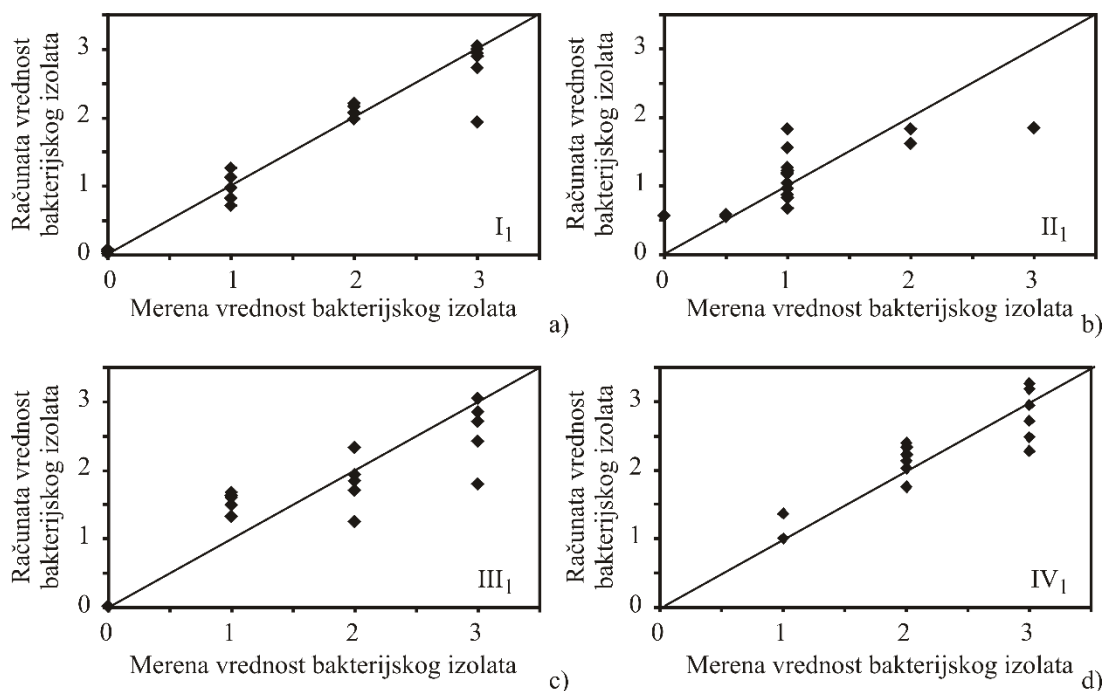 Računata vrednost
bakterijskog izolata
3
2
1
0
0
1
2
3
I1
Merena vrednost bakterijskog izolata
a)
Računata vrednost
bakterijskog izolata
3
2
1
0
0
1
2
3
II1
Merena vrednost bakterijskog izolata
b)
Računata vrednost
bakterijskog izolata
3
2
1
0
0
1
2
3
III1
Merena vrednost bakterijskog izolata
c)
Računata vrednost
bakterijskog izolata
3
2
1
0
0
1
2
3
IV1
Merena vrednost bakterijskog izolata
d)